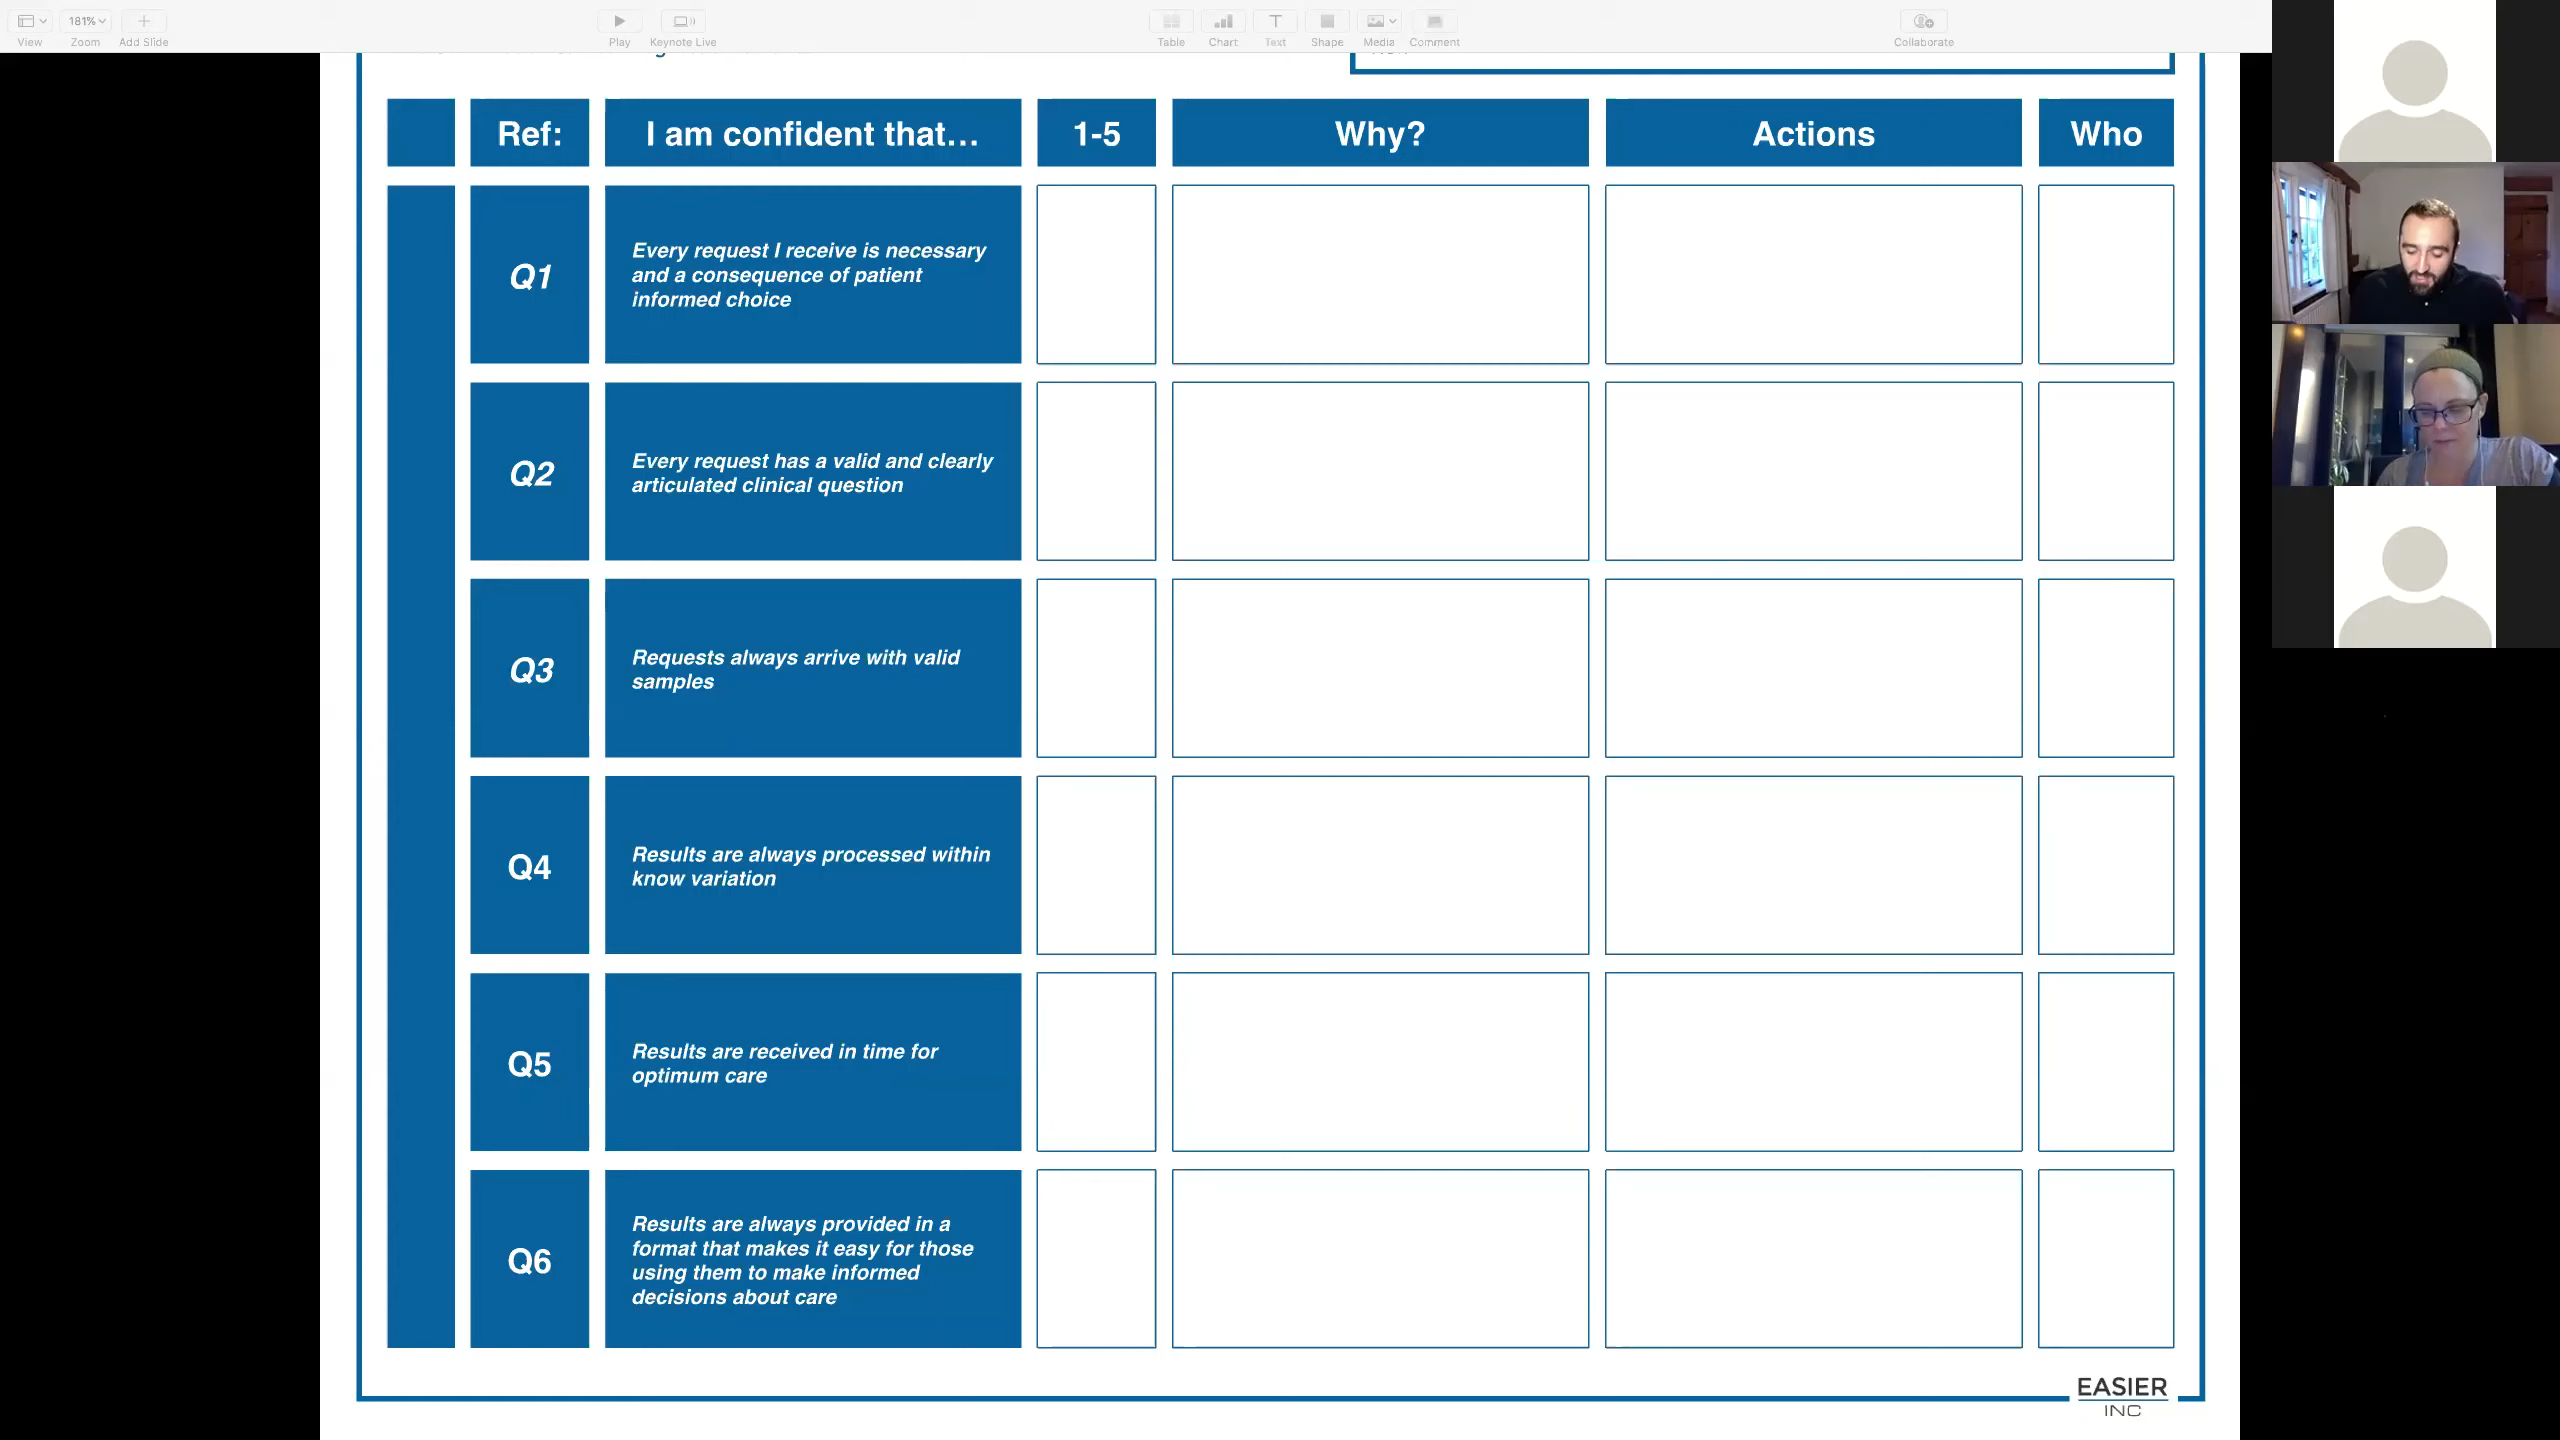 181%
View
Zoom
Add Slide
Play
Keynote Live
Table
Chart
Text
Shape
Media
Comment
Collaborate
Ref:
I am confident that...
1-5
Why?
Actions
Who
Q1
Every request I receive is necessary
and a consequence of patient
informed choice
Q2
Every request has a valid and clearly
articulated clinical question
Q3
Requests always arrive with valid
samples
Q4
Results are always processed within
know variation
Q5
Results are received in time for
optimum care
Q6
Results are always provided in a
format that makes it easy for those
using them to make informed
decisions about care
EASIER
INC